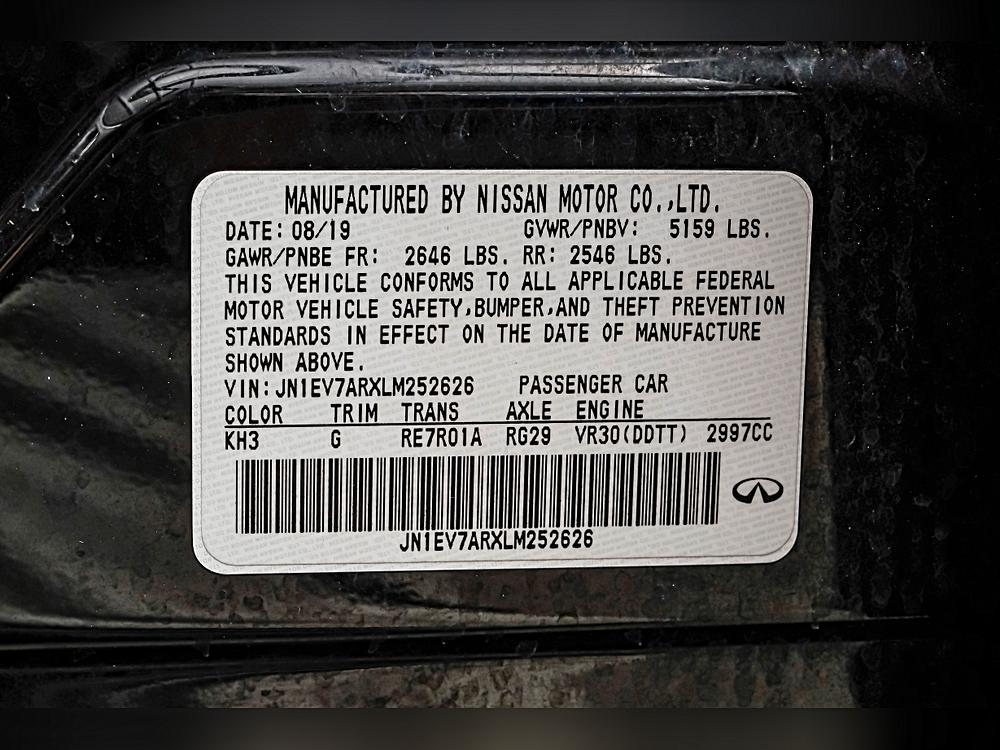 MANUFACTURED BY NISSAN MOTOR CO.,LTD.
DATE: 08/19 GVWR/PNBV: 5159 LBS.
GAWR/PNBE FR: 2646 LBS. RR: 2546 LBS.
THIS VEHICLE CONFORMS TO ALL APPLICABLE FEDERAL
MOTOR VEHICLE SAFETY,BUMPER,AND THEFT PREVENTION
STANDARDS IN EFFECT ON THE DATE OF MANUFACTURE
SHOWN ABOVE.
VIN: JN1EV7ARXLM252626 PASSENGER CAR
COLOR TRIM TRANS AXLE ENGINE
KH3 G RE7R01A RG29 VR30(DDTT) 2997CC
JN1EV7ARXLM252626